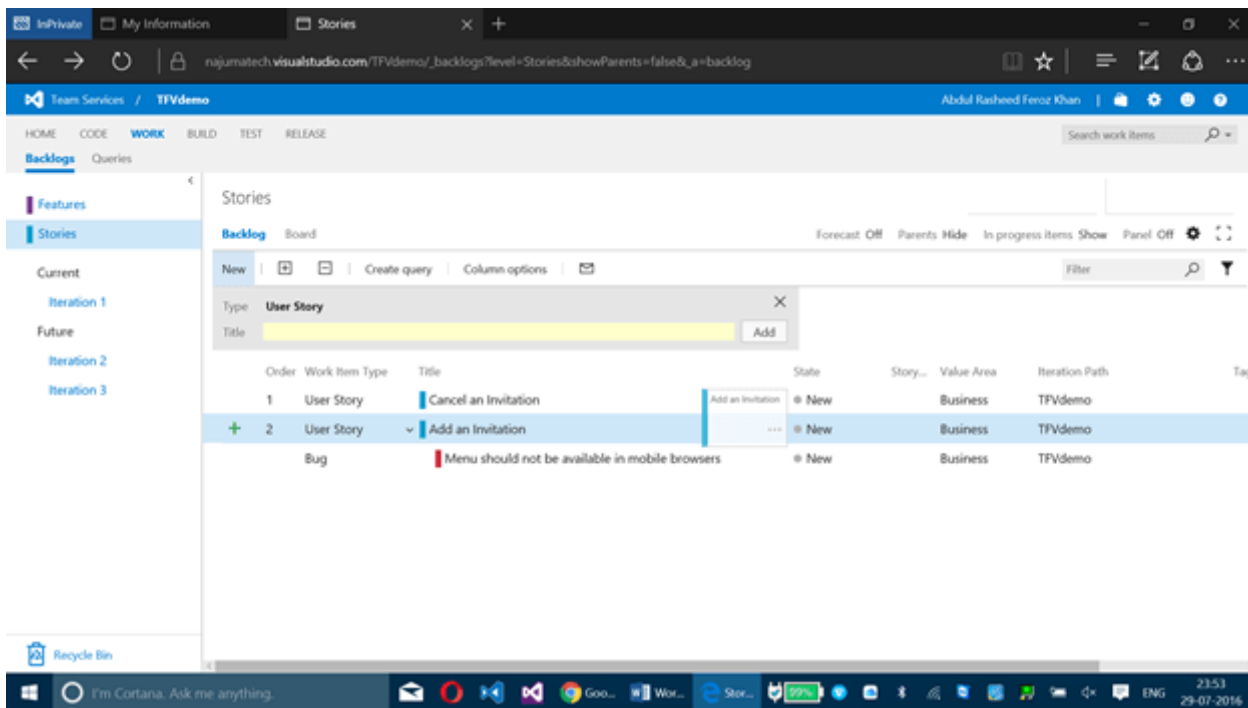 InPrivate My Information Stories
najumatech.visualstudio.com/TFVdemo/_backlogs?level=Stories&showParents=false&_a=backlog
Team Services / TFVdemo Abdul Rasheed Feroz Khan |
HOME CODE WORK BUILD TEST RELEASE Search work items
Backlogs Queries
Features
Stories
Current
Iteration 1
Future
Iteration 2
Iteration 3
Recycle Bin
Stories
Backlog Board Forecast Off Parents Hide In progress items Show Panel Off
New Create query Column options Filter
Type User Story
Title Add
Order Work Item Type Title State Story... Value Area Iteration Path Tag
1 User Story Cancel an Invitation New Business TFVdemo
Add an Invitation
...
2 User Story Add an Invitation New Business TFVdemo
Bug Menu should not be available in mobile browsers New Business TFVdemo
I'm Cortana. Ask me anything. Goo... Wor... Stor... 99% ENG 23:53
29-07-2016